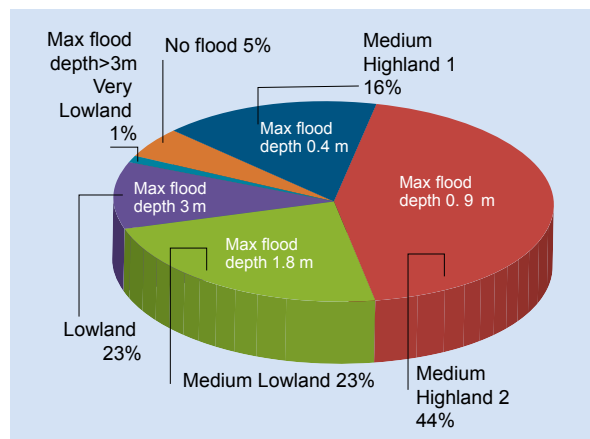 Max flood
depth>3m
Very
Lowland
1%
No flood 5%
Medium
Highland 1
16%
Max flood
depth 0.4 m
Max flood
depth 0. 9 m
Max flood
depth 3 m
Max flood
depth 1.8 m
Lowland
23%
Medium Lowland 23%
Medium
Highland 2
44%